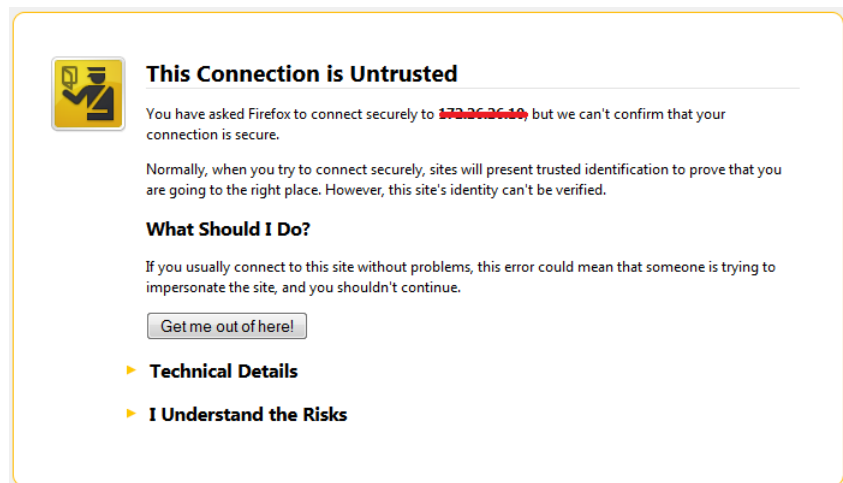 This Connection is Untrusted
You have asked Firefox to connect securely to but we can't confirm that your
connection is secure.
Normally, when you try to connect securely, sites will present trusted identification to prove that you
are going to the right place. However, this site's identity can't be verified.
What Should I Do?
If you usually connect to this site without problems, this error could mean that someone is trying to
impersonate the site, and you shouldn't continue.
Get me out of here!
Technical Details
I Understand the Risks